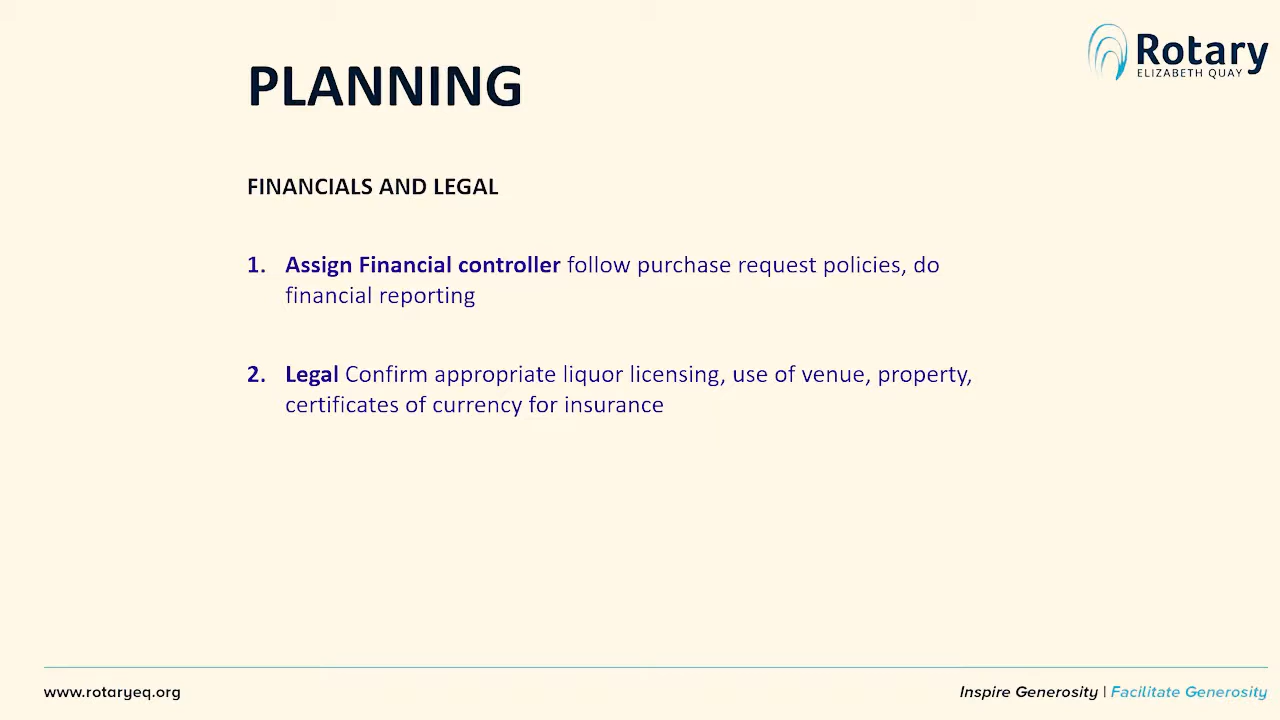 Rotary
ELIZABETH QUAY
PLANNING
FINANCIALS AND LEGAL
1. Assign Financial controller follow purchase request policies, do
financial reporting
2. Legal Confirm appropriate liquor licensing, use of venue, property,
certificates of currency for insurance
www.rotaryeq.org
Inspire Generosity | Facilitate Generosity